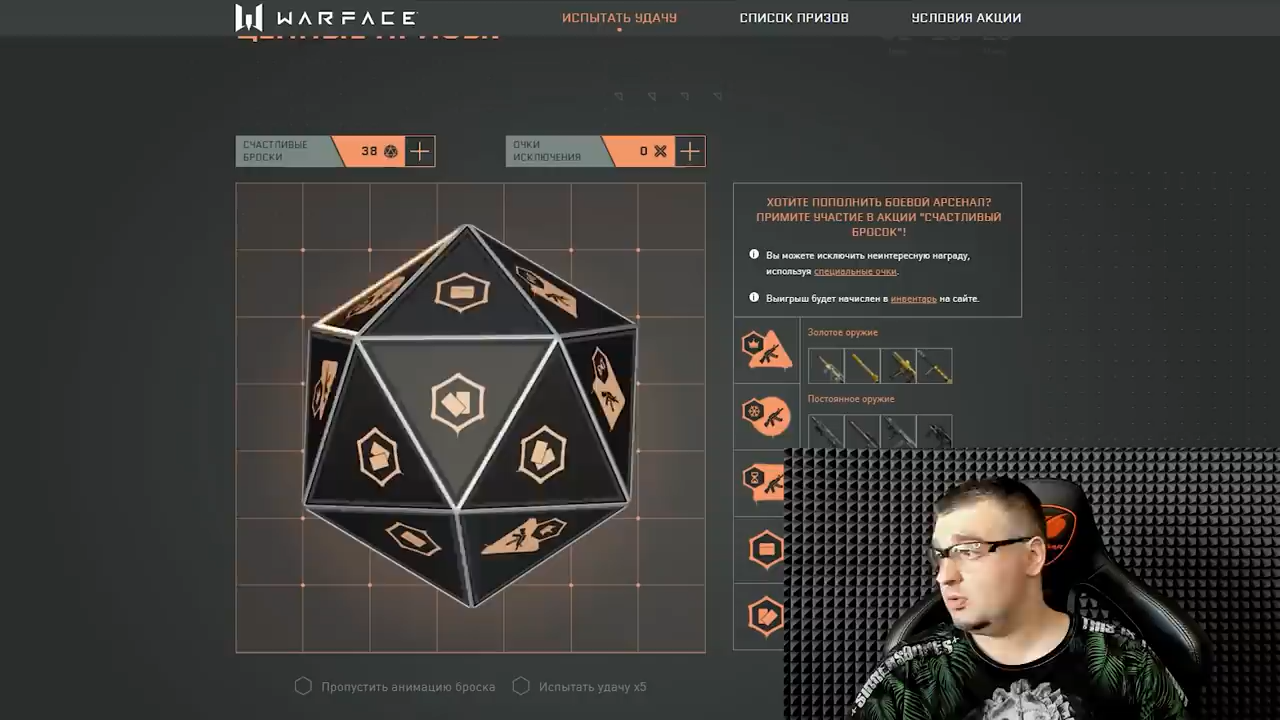 WARFACE
ИСПЫТАТЬ УДАЧУ
СПИСОК ПРИЗОВ
УСЛОВИЯ АКЦИИ
СЧАСТЛИВЫЕ
БРОСКИ
38
ОЧКИ
ИСКЛЮЧЕНИЯ
0
ХОТИТЕ ПОПОЛНИТЬ БОЕВОЙ АРСЕНАЛ?
ПРИМИТЕ УЧАСТИЕ В АКЦИИ "СЧАСТЛИВЫЙ
БРОСОК"!
Вы можете исключить неинтересную награду,
используя специальные очки.
Выигрыш будет начислен в инвентарь на сайте.
Золотое оружие
Постоянное оружие
Пропустить анимацию броска
Испытать удачу x5